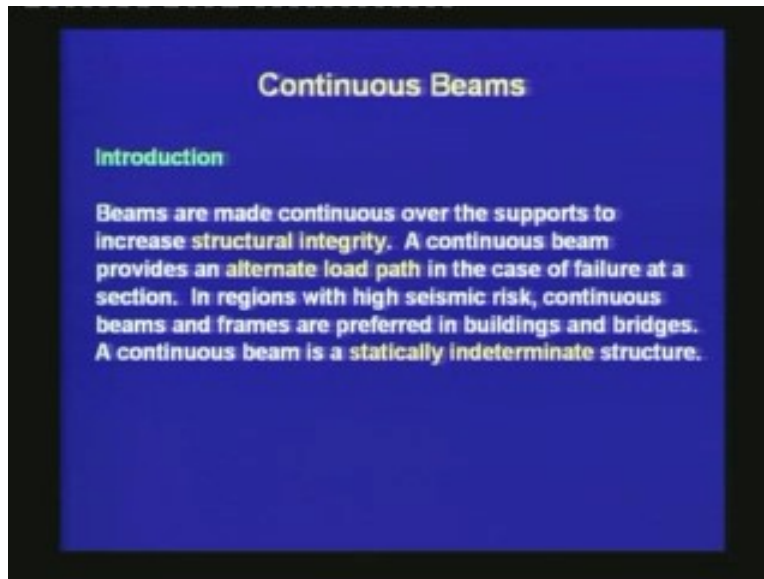 Continuous Beams
Introduction
Beams are made continuous over the supports to
increase structural integrity. A continuous beam
provides an alternate load path in the case of failure at a
section. In regions with high seismic risk, continuous
beams and frames are preferred in buildings and bridges.
A continuous beam is a statically indeterminate structure.